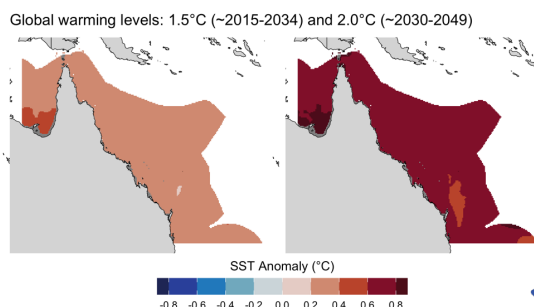 Global warming levels: 1.5°C (~2015-2034) and 2.0°C (~2030-2049)
SST Anomaly (°C)
-0.8 -0.6 -0.4 -0.2 0.0 0.2 0.4 0.6 0.8